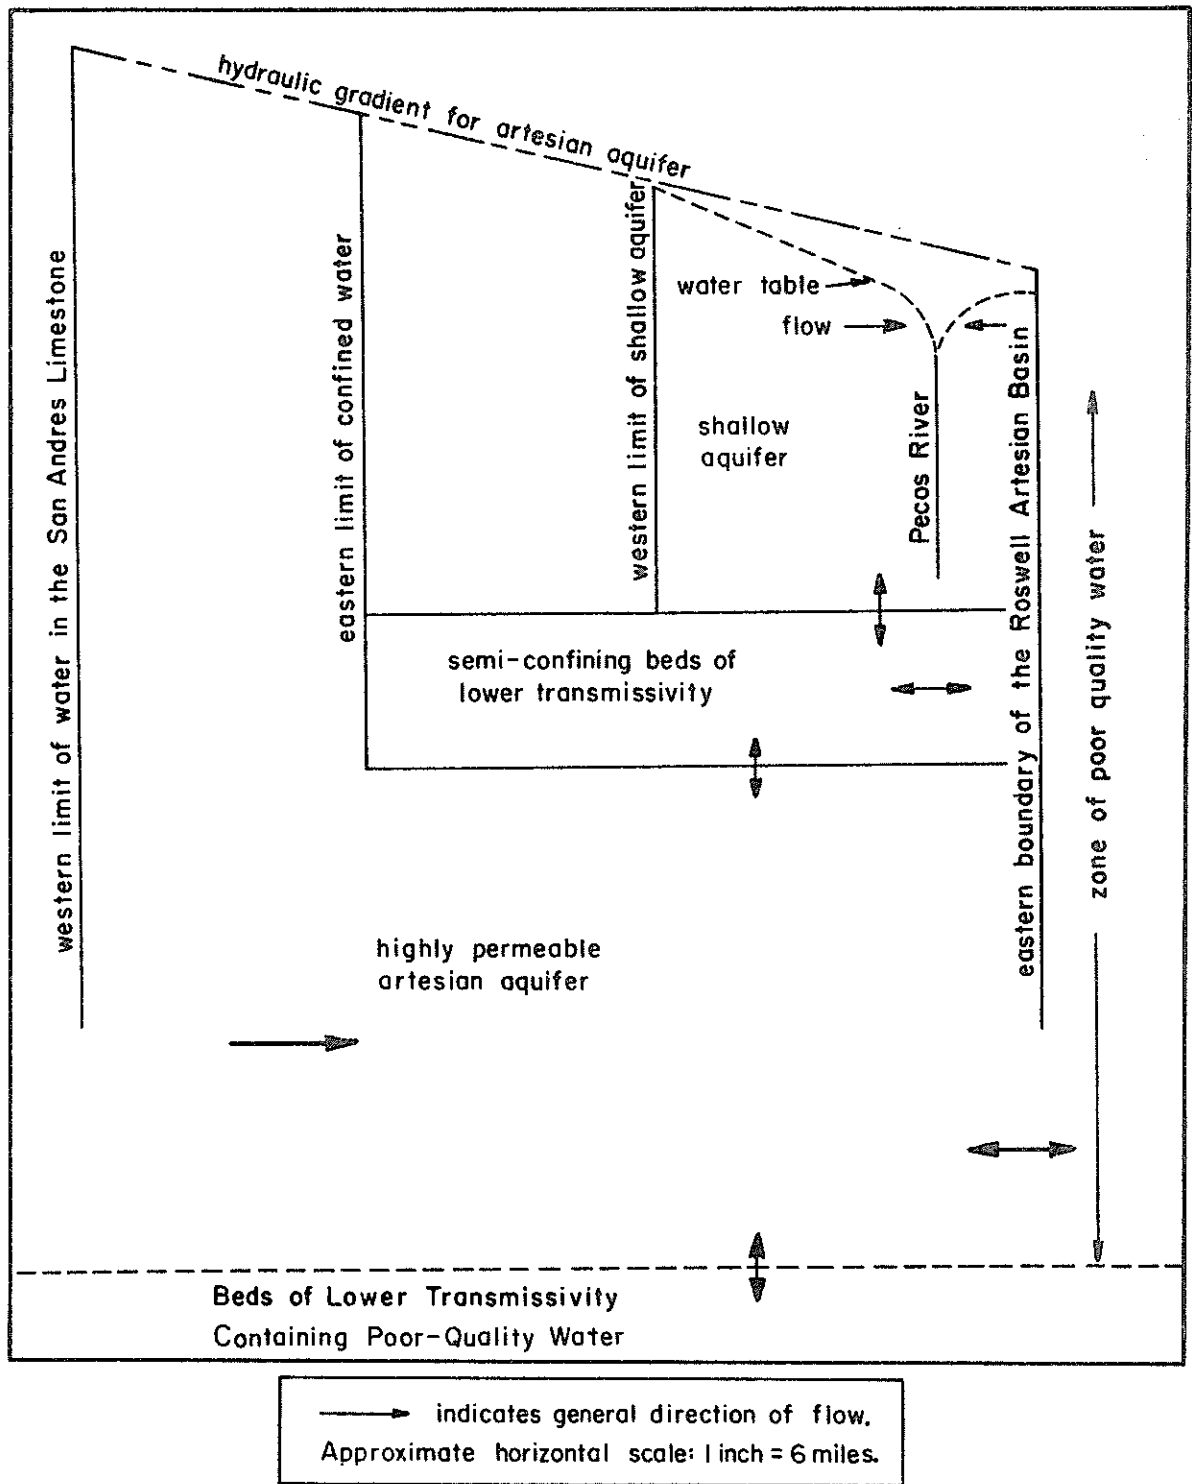 hydraulic gradient for artesian aquifer
western limit of water in the San Andres Limestone
eastern limit of confined water
western limit of shallow aquifer
water table
flow
shallow
aquifer
Pecos River
eastern boundary of the Roswell Artesian Basin
zone of poor quality water
semi-confining beds of
lower transmissivity
highly permeable
artesian aquifer
Beds of Lower Transmissivity
Containing Poor-Quality Water
indicates general direction of flow.
Approximate horizontal scale: 1 inch = 6 miles.